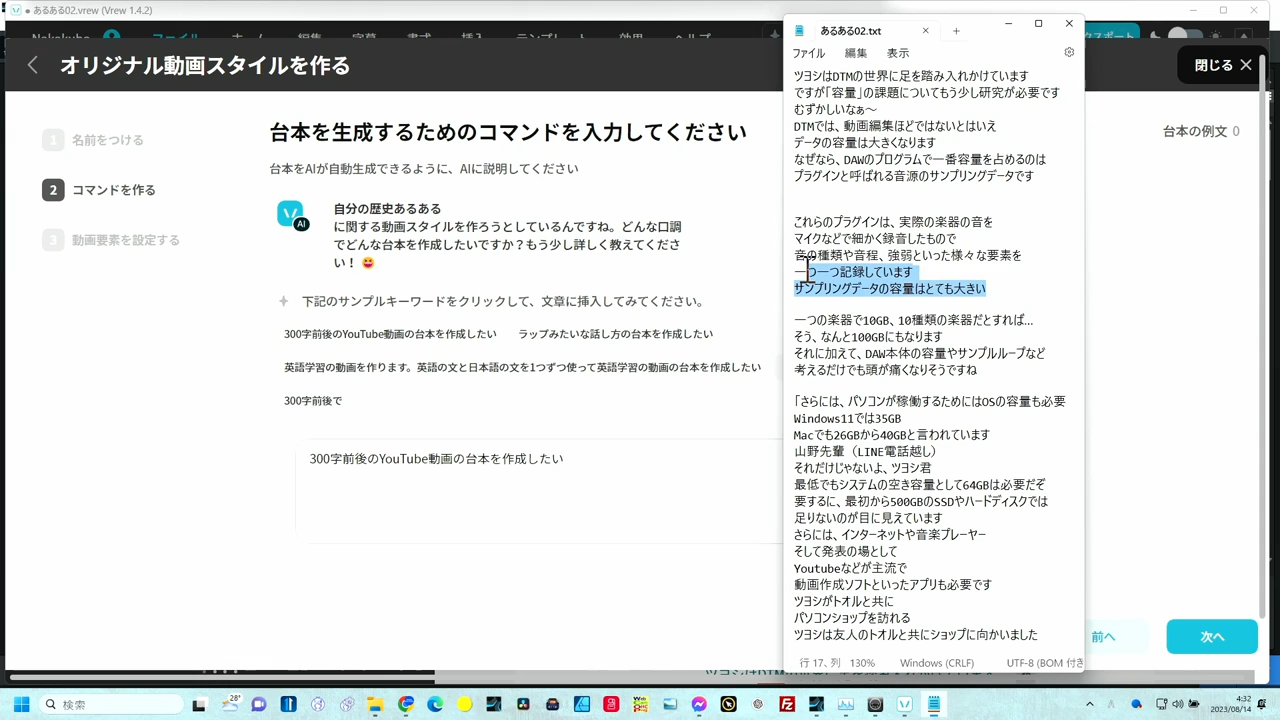 あるある02.vrew (Vrew 1.4.2)
オリジナル動画スタイルを作る
閉じる
1 名前をつける
2 コマンドを作る
3 動画要素を設定する
台本を生成するためのコマンドを入力してください
台本をAIが自動生成できるように、AIに説明してください
台本の例文 0
AI
自分の歴史あるある
に関する動画スタイルを作ろうとしているんですね。どんな口調
でどんな台本を作成したいですか？もう少し詳しく教えてくださ
い！ 😀
下記のサンプルキーワードをクリックして、文章に挿入してみてください。
300字前後のYouTube動画の台本を作成したい
ラップみたいな話し方の台本を作成したい
英語学習の動画を作ります。英語の文と日本語の文を1つずつ使って英語学習の動画の台本を作成したい
300字前後で
300字前後のYouTube動画の台本を作成したい
前へ
次へ
あるある02.txt
ファイル 編集 表示
ツヨシはDTMの世界に足を踏み入れかけています
ですが「容量」の課題についてもう少し研究が必要です
むずかしいなぁ～
DTMでは、動画編集ほどではないとはいえ
データの容量は大きくなります
なぜなら、DAWのプログラムで一番容量を占めるのは
プラグインと呼ばれる音源のサンプリングデータです
これらのプラグインは、実際の楽器の音を
マイクなどで細かく録音したもので
音の種類や音程、強弱といった様々な要素を
一つ一つ記録しています
サンプリングデータの容量はとても大きい
一つの楽器で10GB、10種類の楽器だとすれば…
そう、なんと100GBにもなります
それに加えて、DAW本体の容量やサンプルループなど
考えるだけでも頭が痛くなりそうですね
「さらには、パソコンが稼働するためにはOSの容量も必要
Windows11では35GB
Macでも26GBから40GBと言われています
山野先輩（LINE電話越し）
それだけじゃないよ、ツヨシ君
最低でもシステムの空き容量として64GBは必要だぞ
要するに、最初から500GBのSSDやハードディスクでは
足りないのが目に見えています
さらには、インターネットや音楽プレーヤー
そして発表の場として
Youtubeなどが主流で
動画作成ソフトといったアプリも必要です
ツヨシがトオルと共に
パソコンショップを訪れる
ツヨシは友人のトオルと共にショップに向かいました
行 17、列 130% Windows (CRLF) UTF-8 (BOM 付き
検索
28°
4:32
2023/08/14